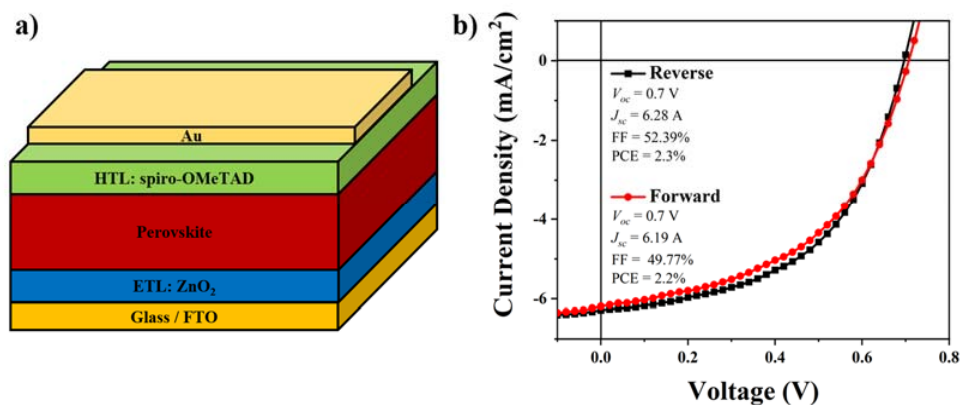 a)
Au
HTL: spiro-OMeTAD
Perovskite
ETL: ZnO₂
Glass / FTO
b)
Current Density (mA/cm²)
0
-2
-4
-6
Reverse
Voc = 0.7 V
Jsc = 6.28 A
FF = 52.39%
PCE = 2.3%
Forward
Voc = 0.7 V
Jsc = 6.19 A
FF = 49.77%
PCE = 2.2%
0.0 0.2 0.4 0.6 0.8
Voltage (V)